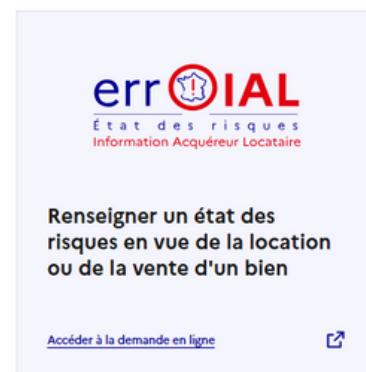 err IAL
État des risques
Information Acquéreur Locataire
Renseigner un état des
risques en vue de la location
ou de la vente d'un bien
Accéder à la demande en ligne